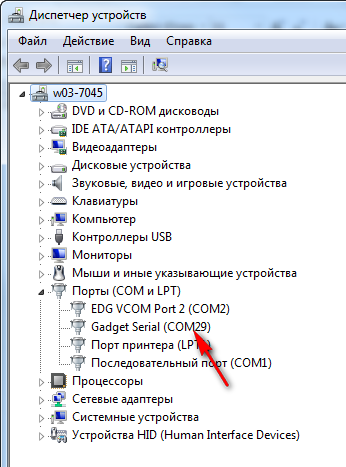 Диспетчер устройств
Файл Действие Вид Справка
w03-7045
DVD и CD-ROM дисководы
IDE ATA/ATAPI контроллеры
Видеоадаптеры
Дисковые устройства
Звуковые, видео и игровые устройства
Клавиатуры
Компьютер
Контроллеры USB
Мониторы
Мыши и иные указывающие устройства
Порты (COM и LPT)
EDG VCOM Port 2 (COM2)
Gadget Serial (COM29)
Порт принтера
Последовательный порт (COM1)
Процессоры
Сетевые адаптеры
Системные устройства
Устройства HID (Human Interface Devices)